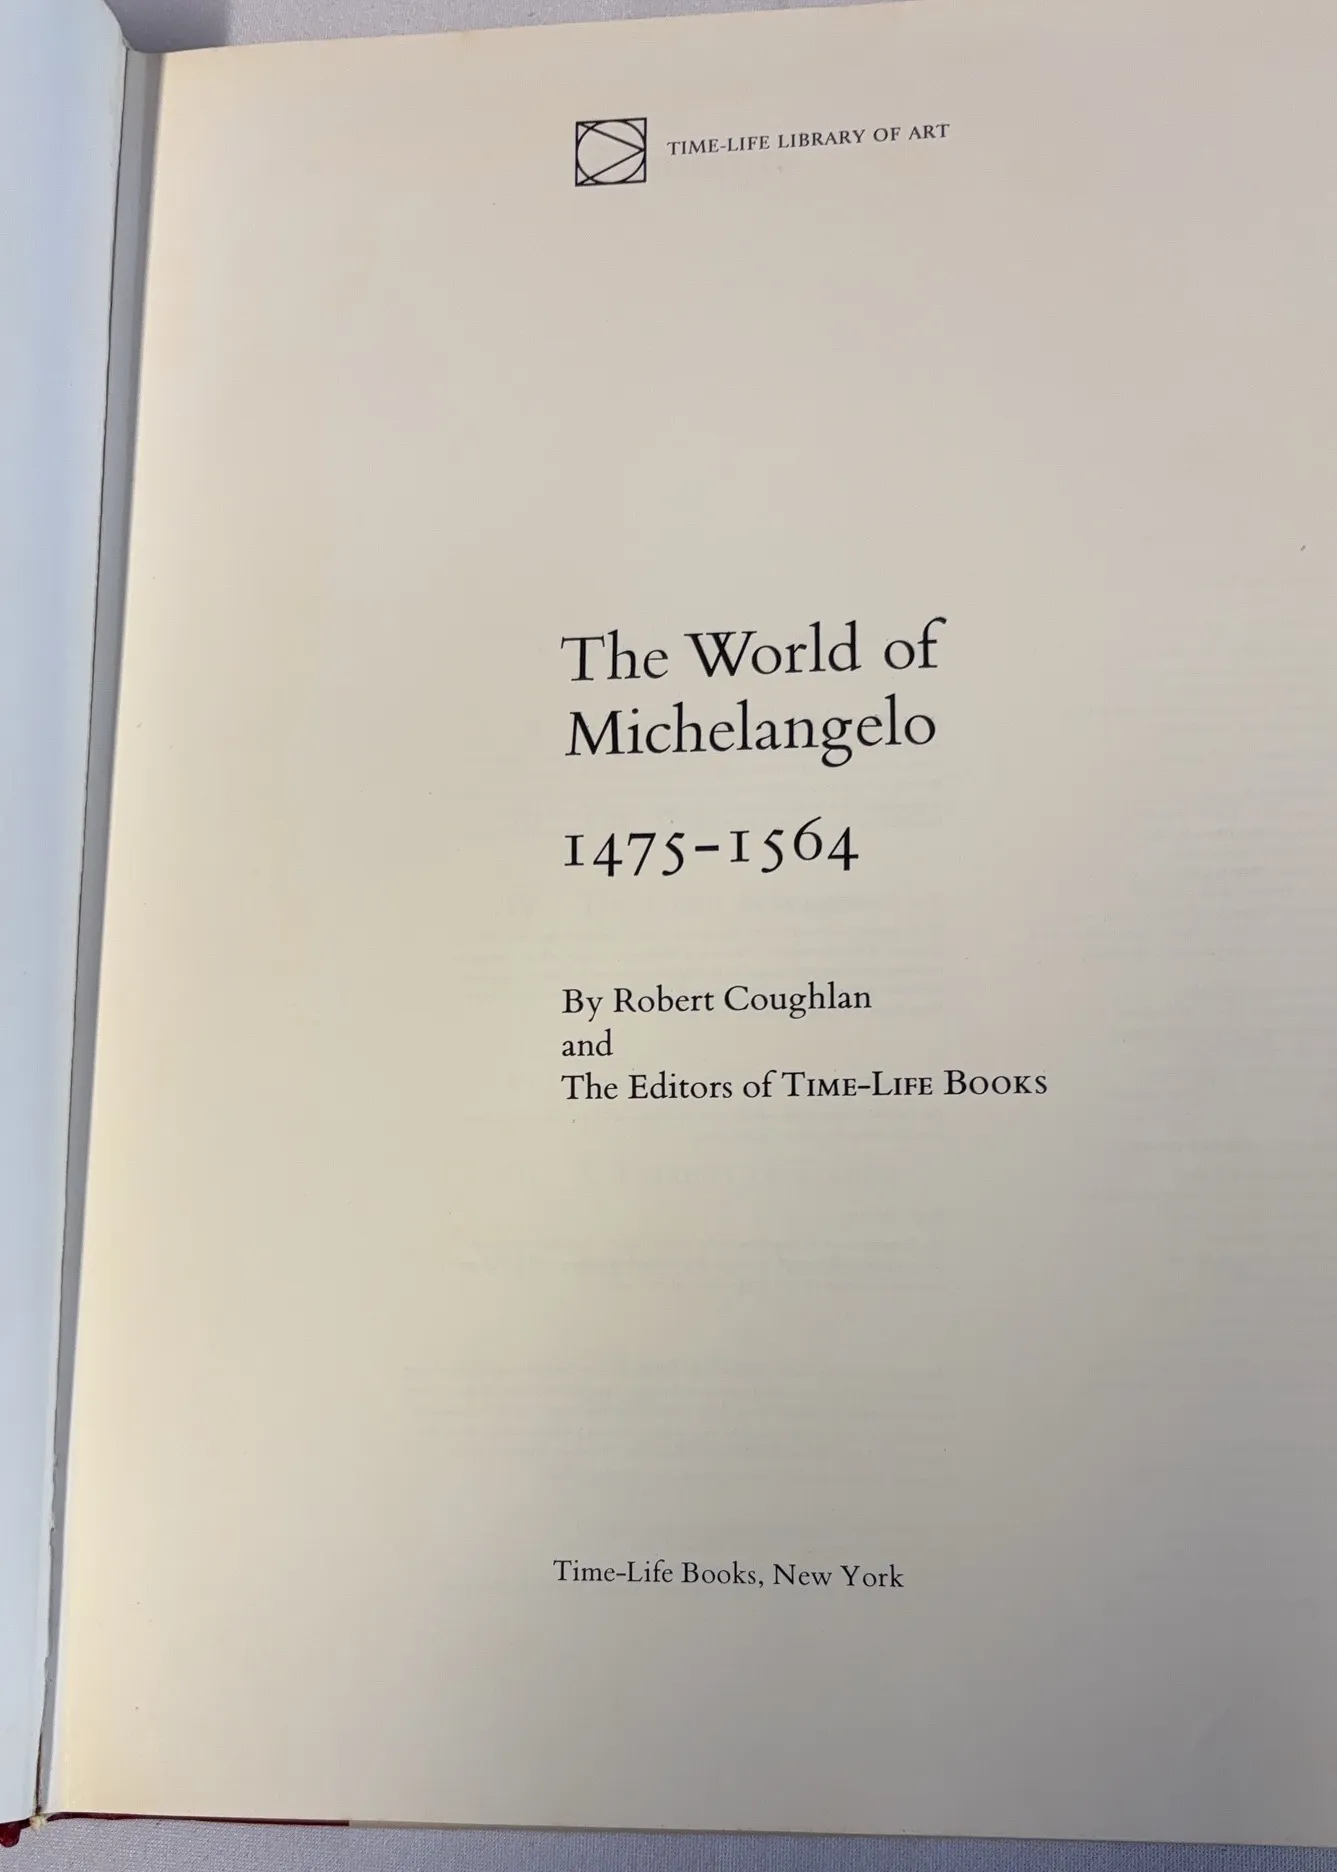 TIME-LIFE LIBRARY OF ART
The World of
Michelangelo
1475-1564
By Robert Coughlan
and
The Editors of TIME-LIFE BOOKS
Time-Life Books, New York